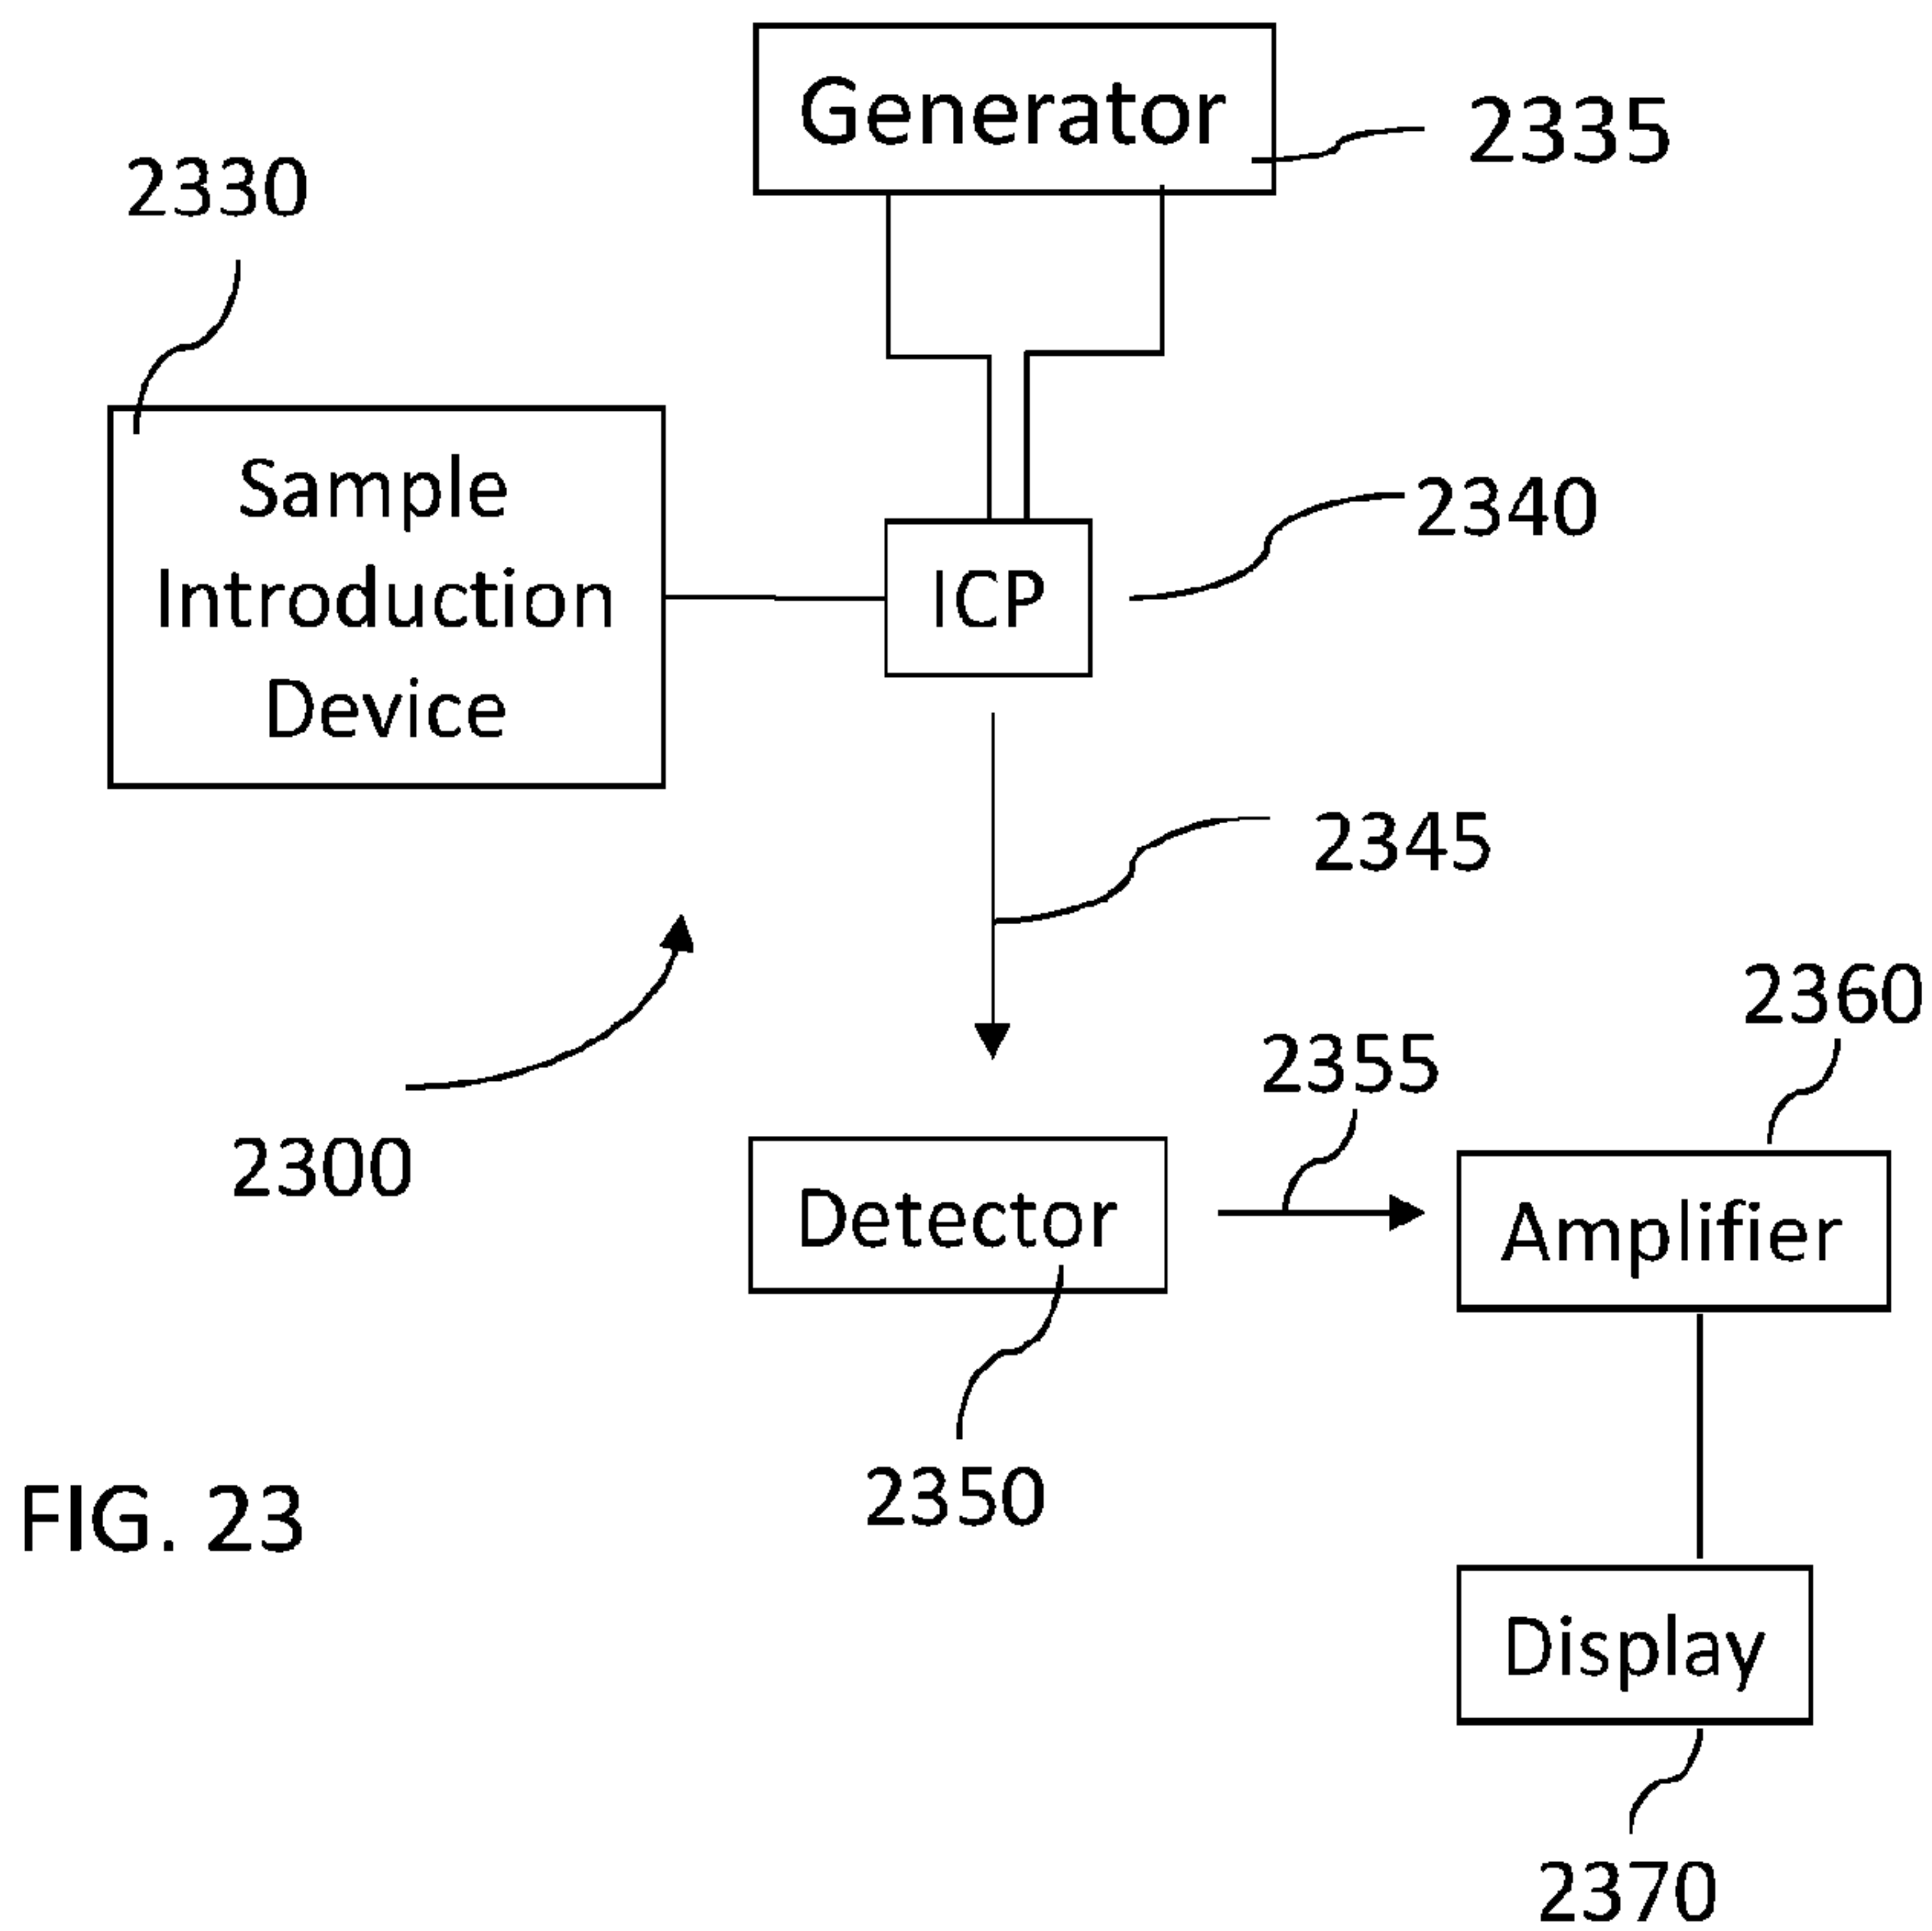 Generator
2335
2330
Sample
Introduction
Device
ICP
2340
2345
2300
2355
2360
Detector
Amplifier
2350
FIG. 23
Display
2370